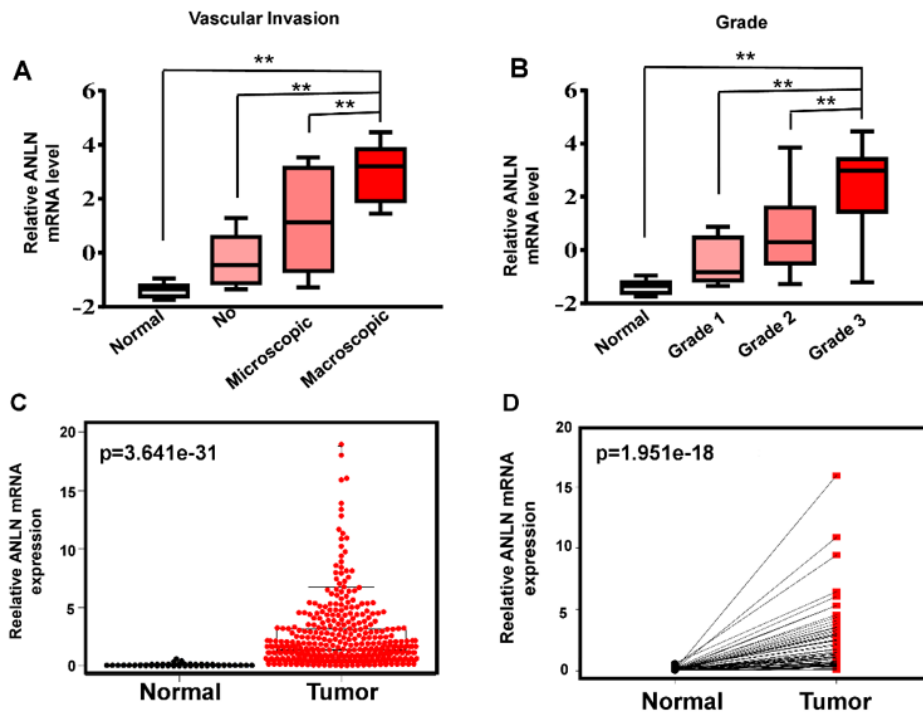 Vascular Invasion
Grade
A
**
**
**
6
4
2
0
-2
Relative ANLN
mRNA level
Normal
No
Microscopic
Macroscopic
B
**
**
**
6
4
2
0
-2
Relative ANLN
mRNA level
Normal
Grade 1
Grade 2
Grade 3
C
p=3.641e-31
20
15
10
5
0
Reelative ANLN mRNA
expression
Normal
Tumor
D
p=1.951e-18
20
15
10
5
0
Reelative ANLN mRNA
expression
Normal
Tumor